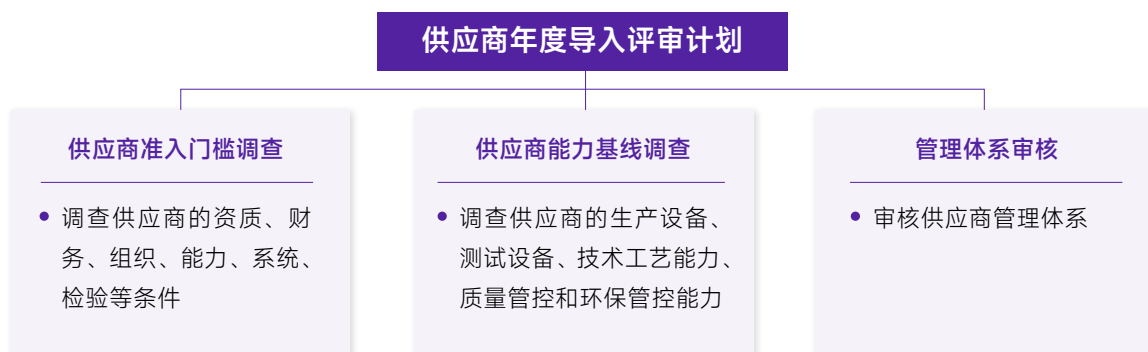 供应商年度导入评审计划
供应商准入门槛调查
• 调查供应商的资质、财
务、组织、能力、系统、
检验等条件
供应商能力基线调查
• 调查供应商的生产设备、
测试设备、技术工艺能力、
质量管控和环保管控能力
管理体系审核
• 审核供应商管理体系